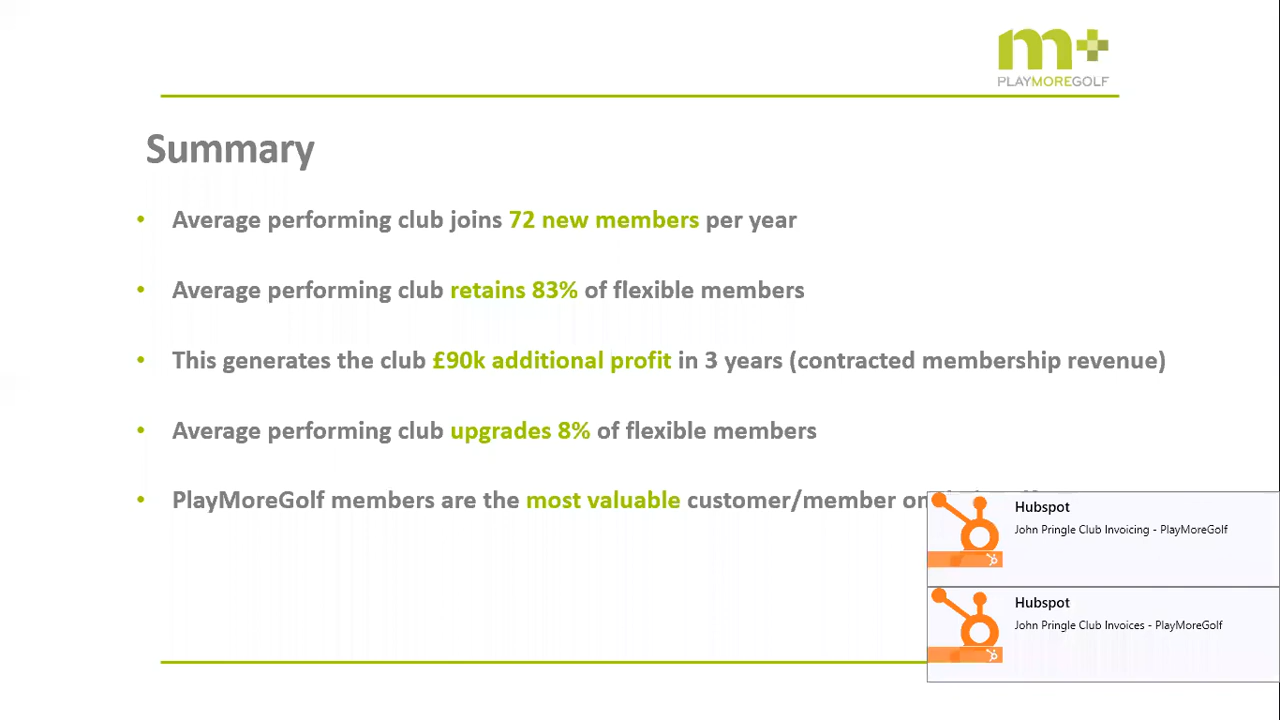 m+
PLAYMOREGOLF
Summary
• Average performing club joins 72 new members per year
• Average performing club retains 83% of flexible members
• This generates the club £90k additional profit in 3 years (contracted membership revenue)
• Average performing club upgrades 8% of flexible members
• PlayMoreGolf members are the most valuable customer/member on
Hubspot
John Pringle Club Invoicing - PlayMoreGolf
Hubspot
John Pringle Club Invoices - PlayMoreGolf